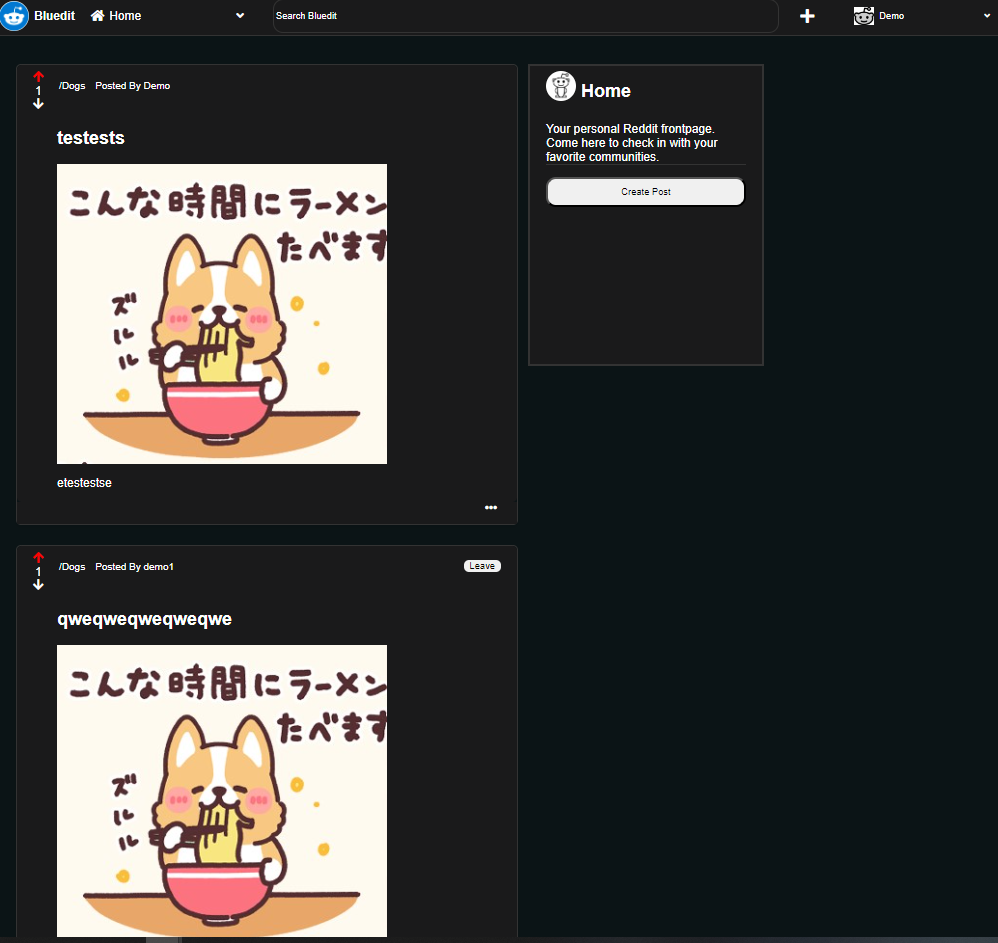 Bluedit Home Search Bluedit Demo
1 /Dogs Posted By Demo
testests
こんな時間にラーメン
たべます
ズルル
etestestse
1 /Dogs Posted By demo1 Leave
qweqweqweqweqwe
こんな時間にラーメン
たべます
ズルル
Home
Your personal Reddit frontpage.
Come here to check in with your
favorite communities.
Create Post